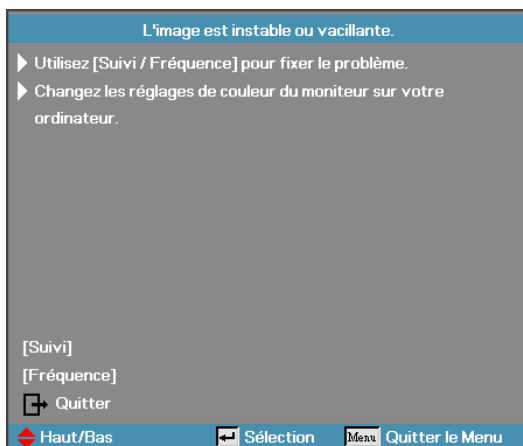 L'image est instable ou vacillante.
Utilisez [Suivi / Fréquence] pour fixer le problème.
Changez les réglages de couleur du moniteur sur votre
ordinateur.
[Suivi]
[Fréquence]
Quitter
Haut/Bas Sélection Menu Quitter le Menu